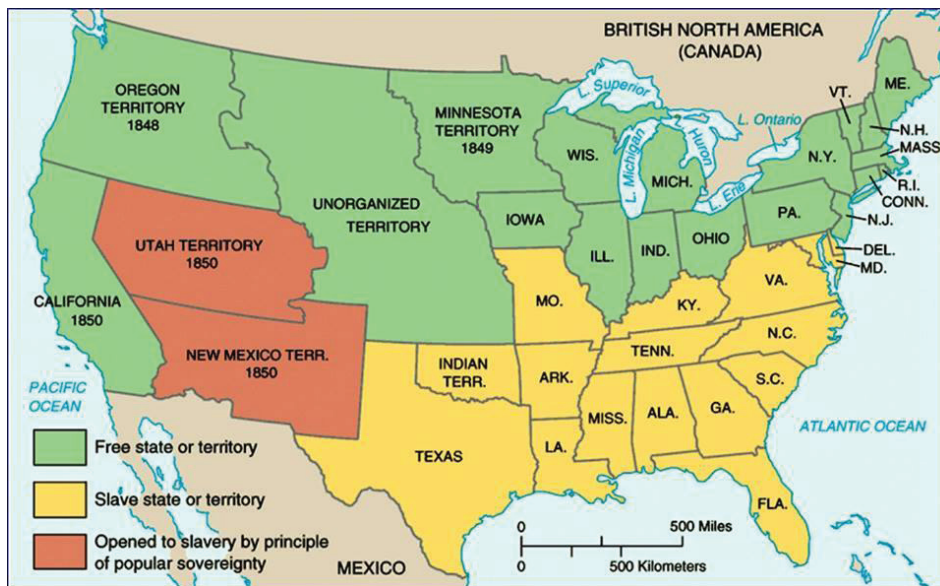 BRITISH NORTH AMERICA
(CANADA)
OREGON
TERRITORY
1848
MINNESOTA
TERRITORY
1849
L. Superior
L. Michigan
L. Huron
L. Ontario
L. Erie
VT.
ME.
N.H.
MASS
N.Y.
R.I.
CONN.
WIS.
MICH.
UNORGANIZED
TERRITORY
IOWA
PA.
N.J.
UTAH TERRITORY
1850
ILL.
IND.
OHIO
DEL.
MD.
CALIFORNIA
1850
MO.
KY.
VA.
NEW MEXICO TERR.
1850
INDIAN
TERR.
TENN.
N.C.
ARK.
S.C.
PACIFIC
OCEAN
MISS.
ALA.
GA.
ATLANTIC OCEAN
TEXAS
LA.
FLA.
MEXICO
Free state or territory
Slave state or territory
Opened to slavery by principle
of popular sovereignty
0 500 Miles
0 500 Kilometers